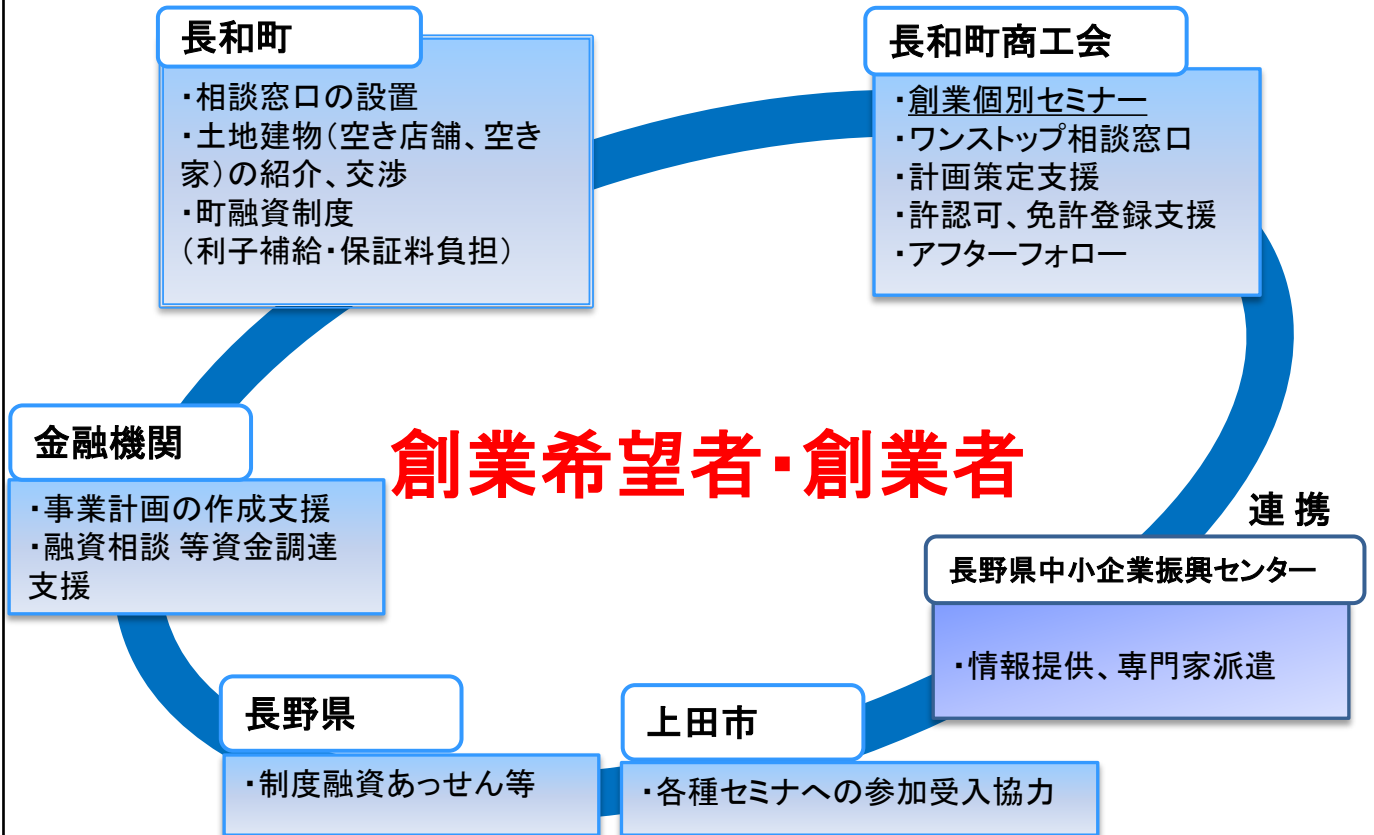 長和町
・相談窓口の設置
・土地建物(空き店舗、空き
家)の紹介、交渉
・町融資制度
(利子補給・保証料負担)
長和町商工会
・創業個別セミナー
・ワンストップ相談窓口
・計画策定支援
・許認可、免許登録支援
・アフターフォロー
金融機関
・事業計画の作成支援
・融資相談 等資金調達
支援
創業希望者・創業者
連 携
長野県中小企業振興センター
・情報提供、専門家派遣
長野県
・制度融資あっせん等
上田市
・各種セミナへの参加受入協力